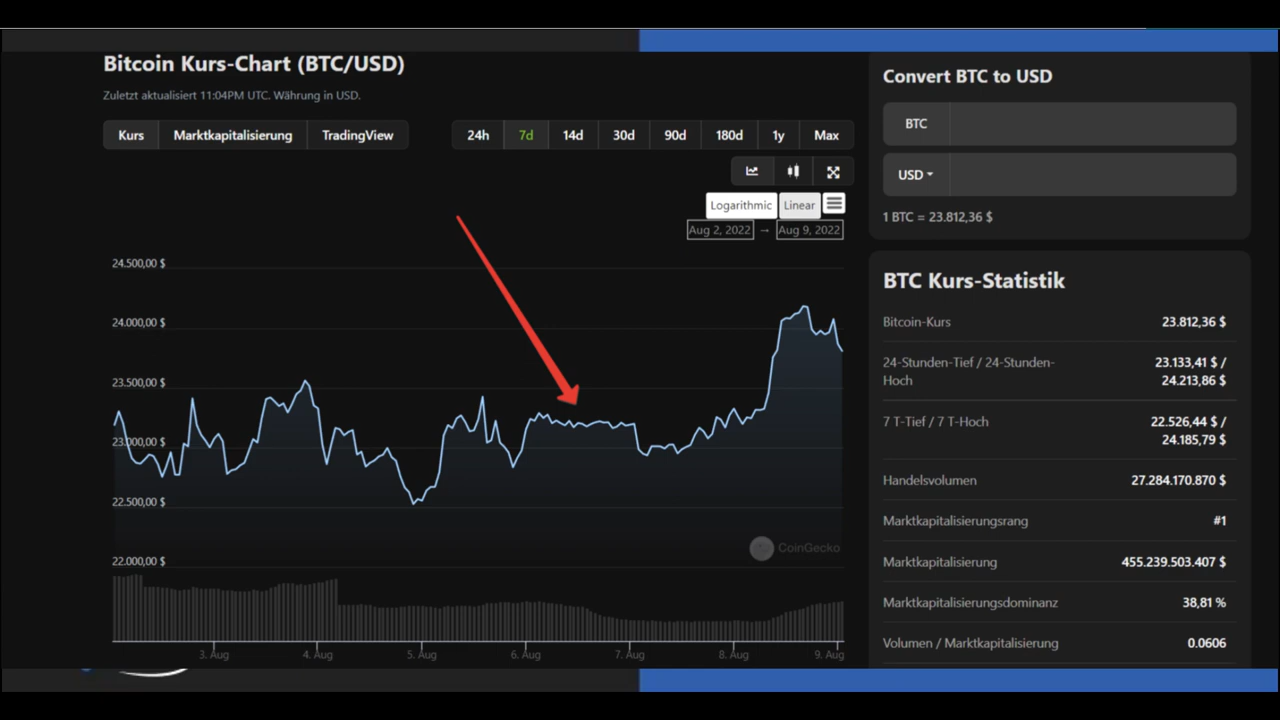 Bitcoin Kurs-Chart (BTC/USD)
Zuletzt aktualisiert 11:04PM UTC. Währung in USD.
Kurs Marktkapitalisierung TradingView
24h 7d 14d 30d 90d 180d 1y Max
Logarithmic Linear
Aug 2, 2022 → Aug 9, 2022
24.500,00 $
24.000,00 $
23.500,00 $
23.000,00 $
22.500,00 $
22.000,00 $
CoinGecko
3. Aug 4. Aug 5. Aug 6. Aug 7. Aug 8. Aug 9. Aug
Convert BTC to USD
BTC
USD
1 BTC = 23.812,36 $
BTC Kurs-Statistik
Bitcoin-Kurs 23.812,36 $
24-Stunden-Tief / 24-Stunden- 23.133,41 $ /
Hoch 24.213,86 $
7 T-Tief / 7 T-Hoch 22.526,44 $ /
24.185,79 $
Handelsvolumen 27.284.170.870 $
Marktkapitalisierungsrang #1
Marktkapitalisierung 455.239.503.407 $
Marktkapitalisierungsdominanz 38,81 %
Volumen / Marktkapitalisierung 0.0606